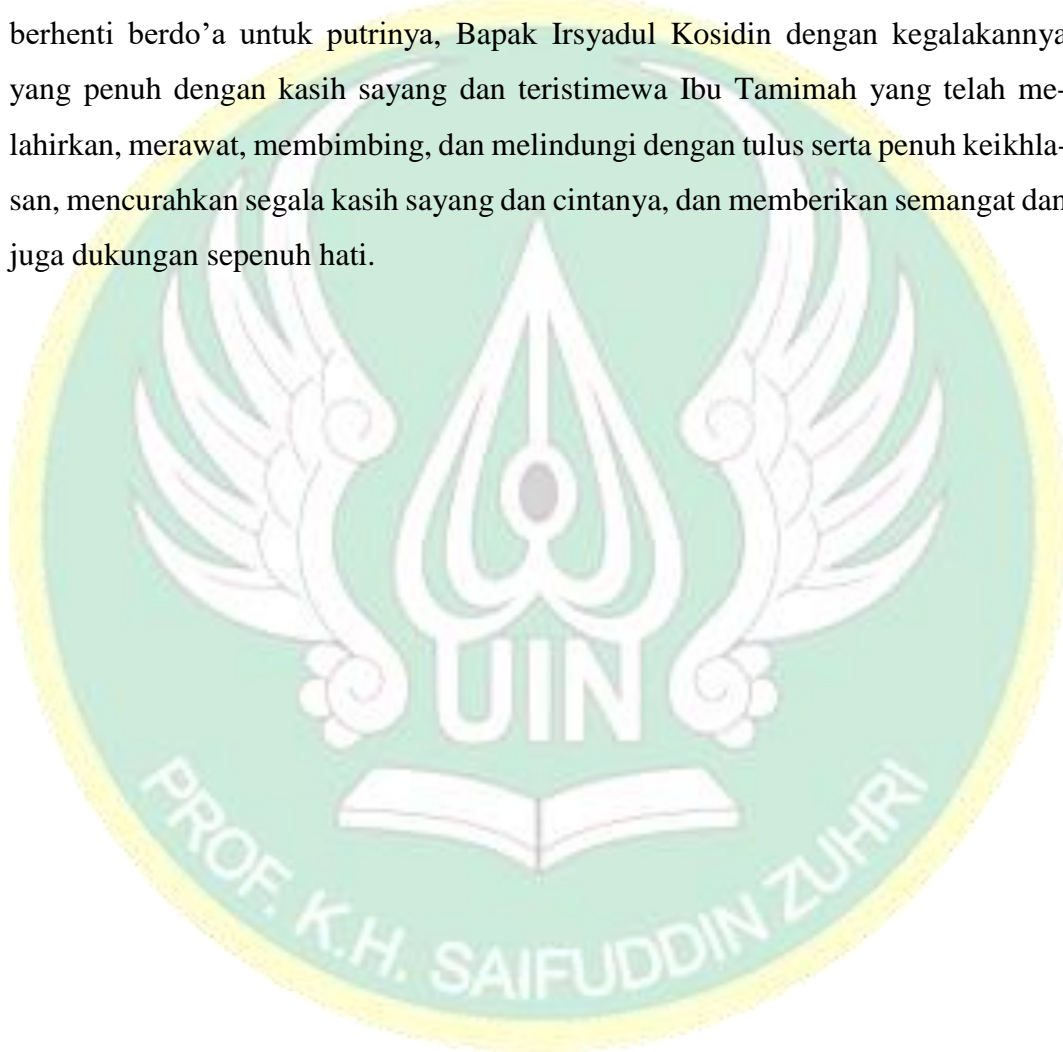 berhenti berdo’a untuk putrinya, Bapak Irsyadul Kosidin dengan kegalakannya
yang penuh dengan kasih sayang dan teristimewa Ibu Tamimah yang telah me-
lahirkan, merawat, membimbing, dan melindungi dengan tulus serta penuh keikhla-
san, mencurahkan segala kasih sayang dan cintanya, dan memberikan semangat dan
juga dukungan sepenuh hati.
UIN
PROF. K.H. SAIFUDDIN ZUHRI